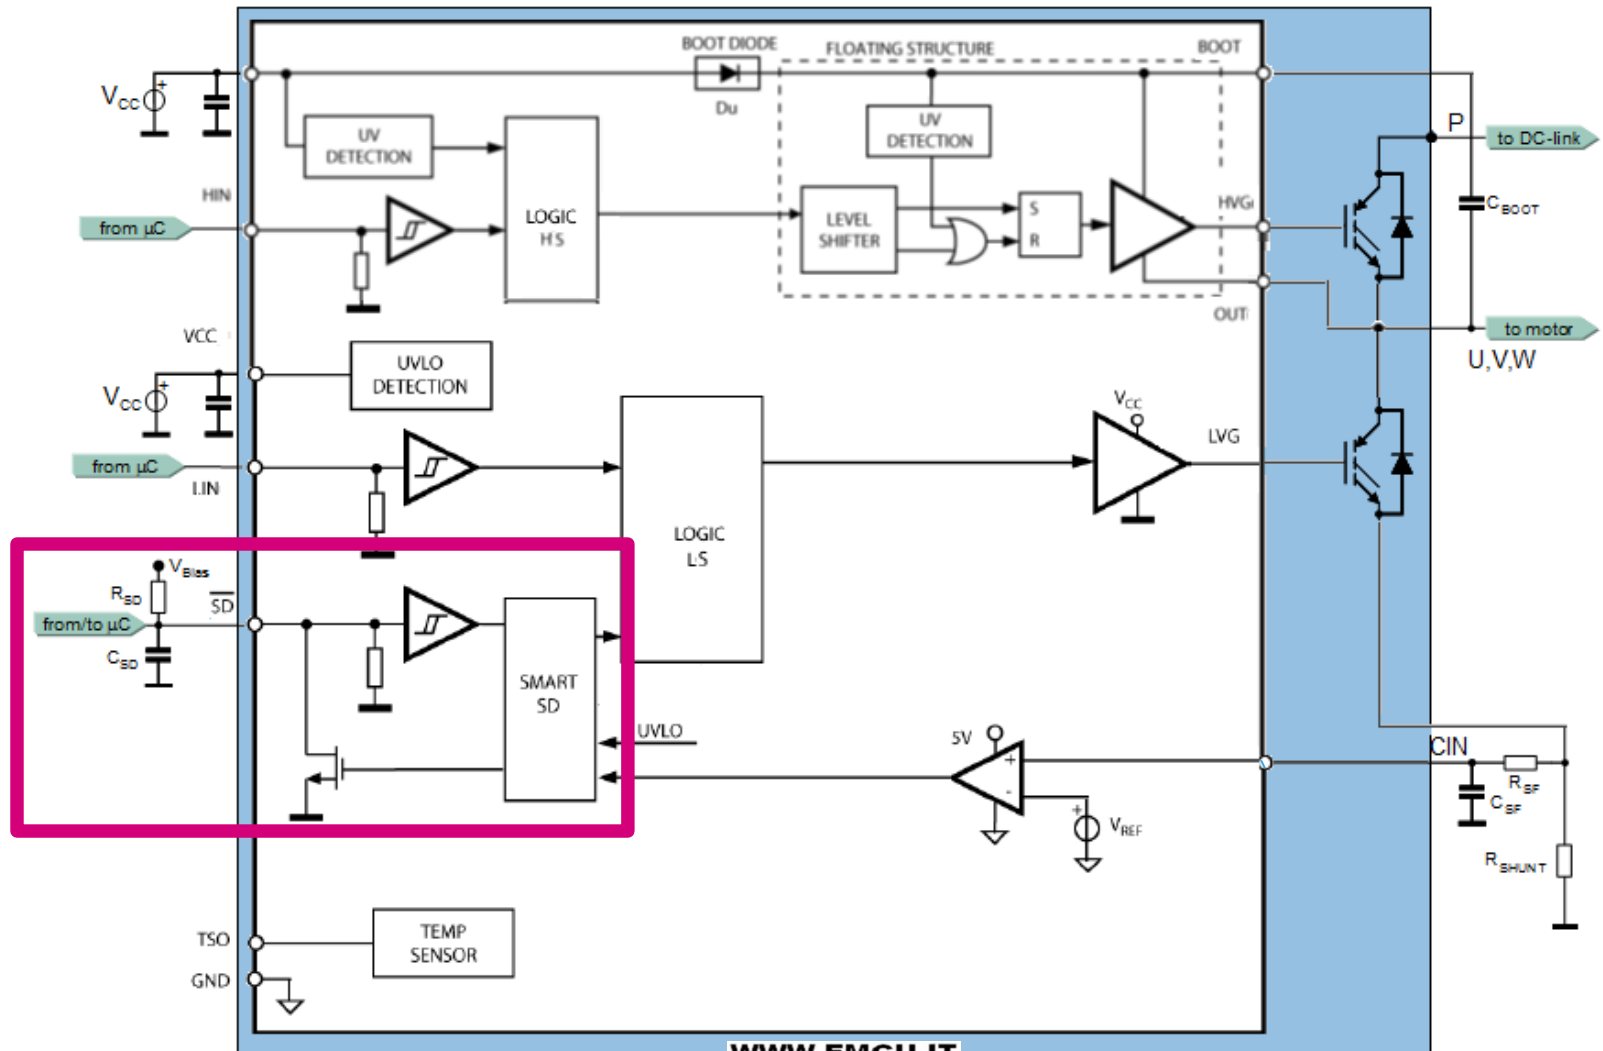 BOOT DIODE
FLOATING STRUCTURE
BOOT
VCC
+
Du
UV
DETECTION
UV
DETECTION
P
to DC-link
HIN
from µC
LOGIC
HS
LEVEL
SHIFTER
S
R
HVG
CBOOT
OUT
to motor
U,V,W
VCC
UVLO
DETECTION
VCC
+
VCC
LVG
from µC
LIN
LOGIC
LS
VBias
RSD
SD
from/to µC
CSD
SMART
SD
UVLO
5V
+
-
CIN
RSF
CSF
+
VREF
RSHUNT
TSO
TEMP
SENSOR
GND
WWW.EMCU.IT